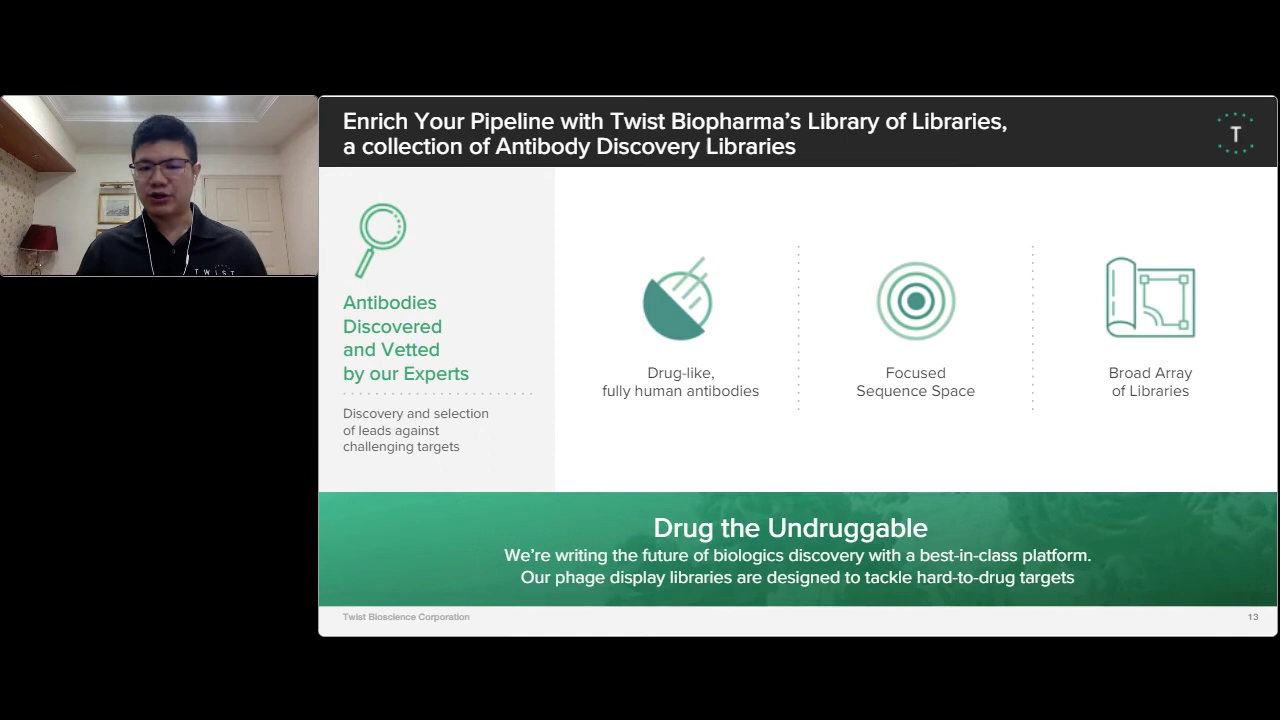 TWIST
Enrich Your Pipeline with Twist Biopharma's Library of Libraries,
a collection of Antibody Discovery Libraries
T
Antibodies
Discovered
and Vetted
by our Experts
Discovery and selection
of leads against
challenging targets
Drug-like,
fully human antibodies
Focused
Sequence Space
Broad Array
of Libraries
Drug the Undruggable
We're writing the future of biologics discovery with a best-in-class platform.
Our phage display libraries are designed to tackle hard-to-drug targets
Twist Bioscience Corporation
13